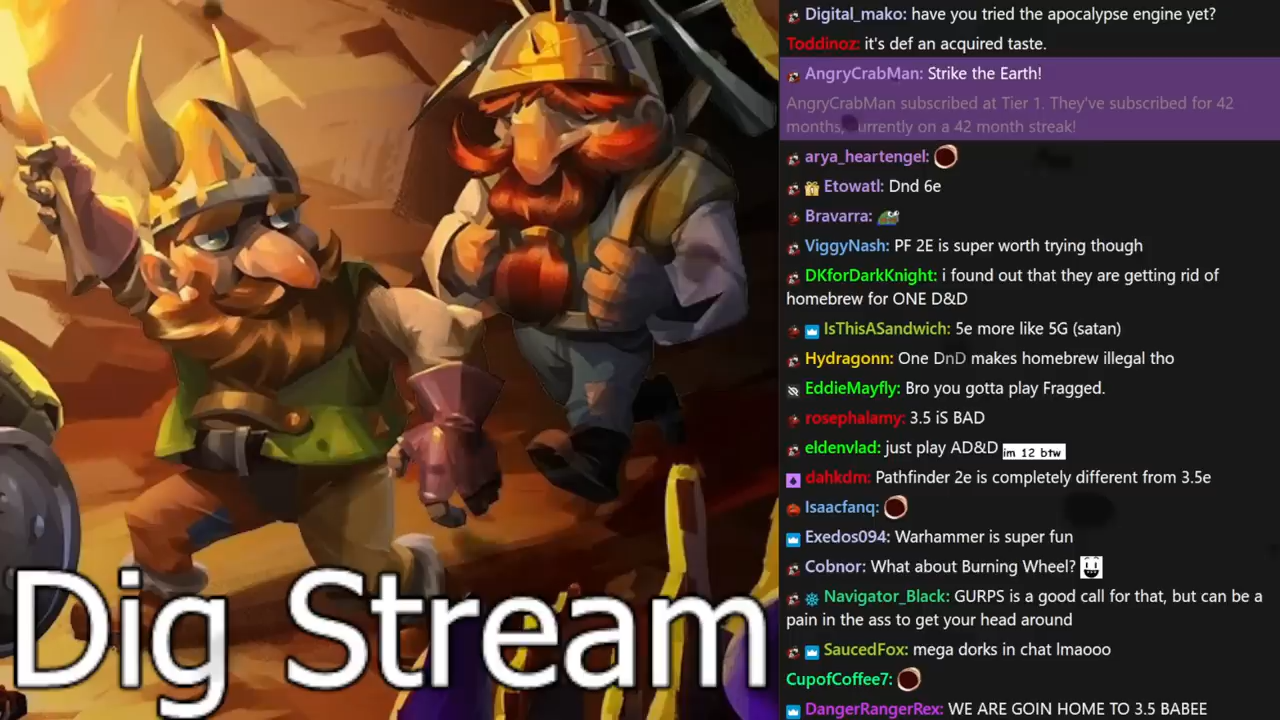 Digital_mako: have you tried the apocalypse engine yet?
Toddinoz: it's def an acquired taste.
AngryCrabMan: Strike the Earth!
AngryCrabMan subscribed at Tier 1. They've subscribed for 42
months, currently on a 42 month streak!
arya_heartengel:
Etowatl: Dnd 6e
Bravarra:
ViggyNash: PF 2E is super worth trying though
DKforDarkKnight: i found out that they are getting rid of
homebrew for ONE D&D
IsThisASandwich: 5e more like 5G (satan)
Hydragonn: One DnD makes homebrew illegal tho
EddieMayfly: Bro you gotta play Fragged.
rosephalamy: 3.5 iS BAD
eldenvlad: just play AD&D im 12 btw
dahkdm: Pathfinder 2e is completely different from 3.5e
Isaacfanq:
Exedos094: Warhammer is super fun
Cobnor: What about Burning Wheel?
Navigator_Black: GURPS is a good call for that, but can be a
pain in the ass to get your head around
SaucedFox: mega dorks in chat lmaooo
CupofCoffee7:
DangerRangerRex: WE ARE GOIN HOME TO 3.5 BABEE
Dig Stream